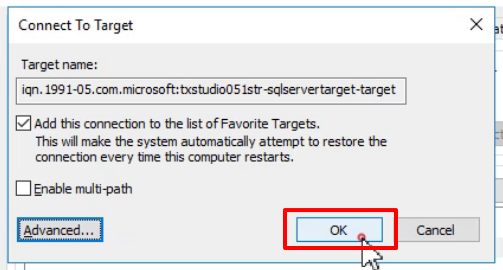 Connect To Target
Target name:
iqn.1991-05.com.microsoft:txstudio051str-sqlservertarget-target
Add this connection to the list of Favorite Targets.
This will make the system automatically attempt to restore the
connection every time this computer restarts.
Enable multi-path
Advanced...
OK
Cancel